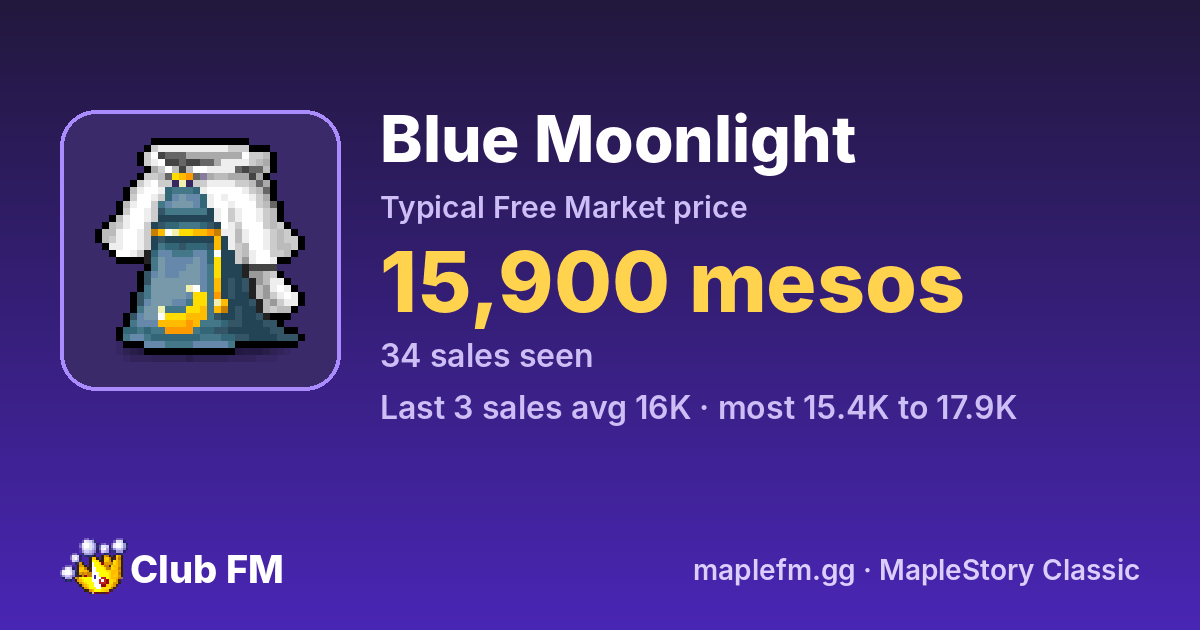 Blue Moonlight
Typical Free Market price
15,900 mesos
34 sales seen
Last 3 sales avg 16K · most 15.4K to 17.9K
Club FM
maplefm.gg · MapleStory Classic